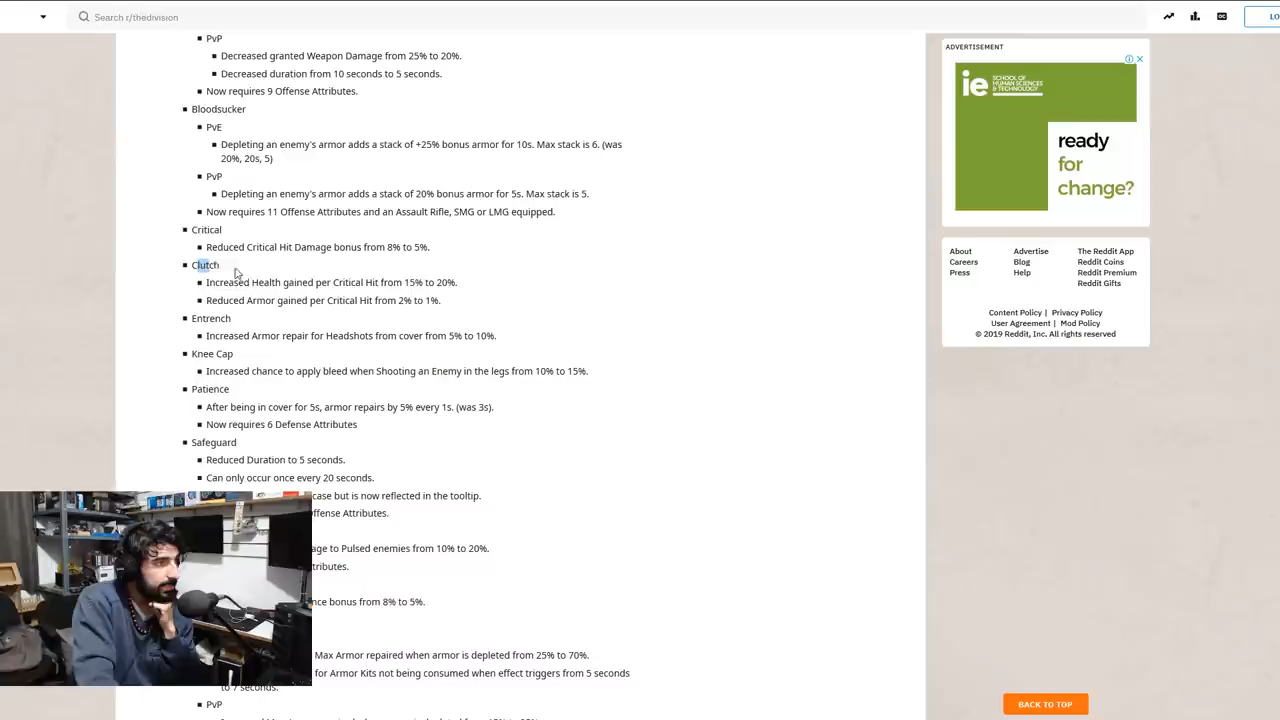 Search r/thedivision
LO
PvP
Decreased granted Weapon Damage from 25% to 20%.
Decreased duration from 10 seconds to 5 seconds.
Now requires 9 Offense Attributes.
Bloodsucker
PvE
Depleting an enemy's armor adds a stack of +25% bonus armor for 10s. Max stack is 6. (was
20%, 20s, 5)
PvP
Depleting an enemy's armor adds a stack of 20% bonus armor for 5s. Max stack is 5.
Now requires 11 Offense Attributes and an Assault Rifle, SMG or LMG equipped.
Critical
Reduced Critical Hit Damage bonus from 8% to 5%.
Clutch
Increased Health gained per Critical Hit from 15% to 20%.
Reduced Armor gained per Critical Hit from 2% to 1%.
Entrench
Increased Armor repair for Headshots from cover from 5% to 10%.
Knee Cap
Increased chance to apply bleed when Shooting an Enemy in the legs from 10% to 15%.
Patience
After being in cover for 5s, armor repairs by 5% every 1s. (was 3s).
Now requires 6 Defense Attributes
Safeguard
Reduced Duration to 5 seconds.
Can only occur once every 20 seconds.
case but is now reflected in the tooltip.
ffense Attributes.
age to Pulsed enemies from 10% to 20%.
tributes.
nce bonus from 8% to 5%.
Max Armor repaired when armor is depleted from 25% to 70%.
for Armor Kits not being consumed when effect triggers from 5 seconds
to 7 seconds.
PvP
ADVERTISEMENT
ie SCHOOL OF
HUMAN SCIENCES
& TECHNOLOGY
ready
for
change?
About Advertise The Reddit App
Careers Blog Reddit Coins
Press Help Reddit Premium
Reddit Gifts
Content Policy | Privacy Policy
User Agreement | Mod Policy
© 2019 Reddit, Inc. All rights reserved
BACK TO TOP